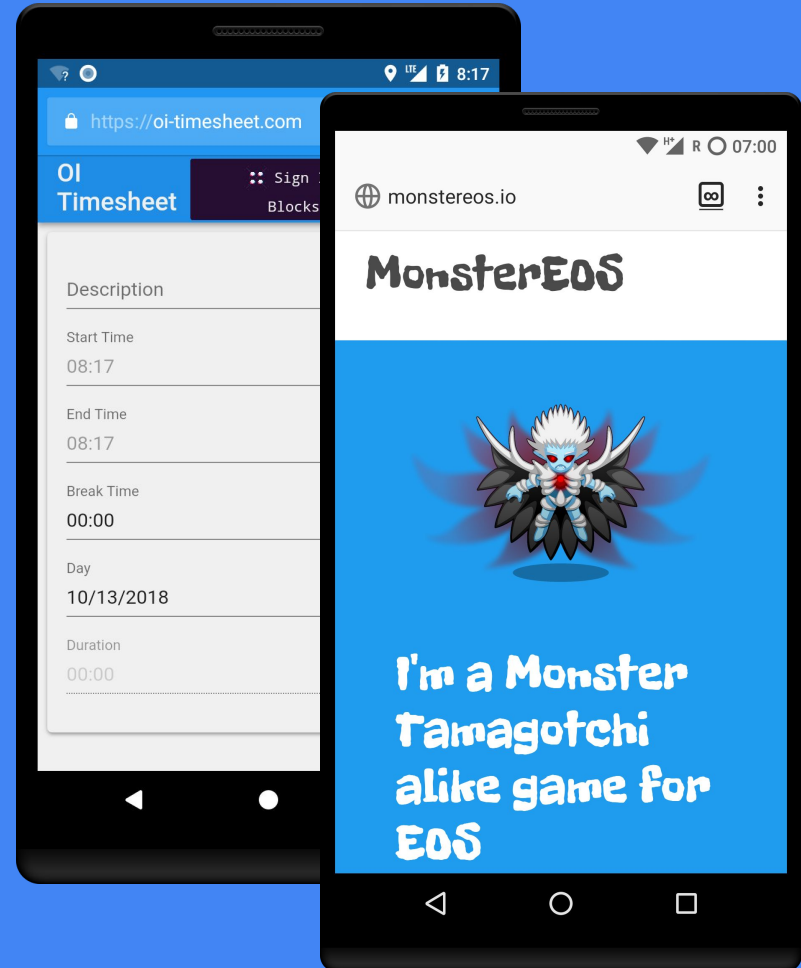 LTE 8:17
https://oi-timesheet.com
OI
Timesheet
Sign
Blocks
Description
Start Time
08:17
End Time
08:17
Break Time
00:00
Day
10/13/2018
Duration
00:00
H+ R 07:00
monstereos.io
MonsterEOS
I'm a Monster
Tamagotchi
alike game for
EOS